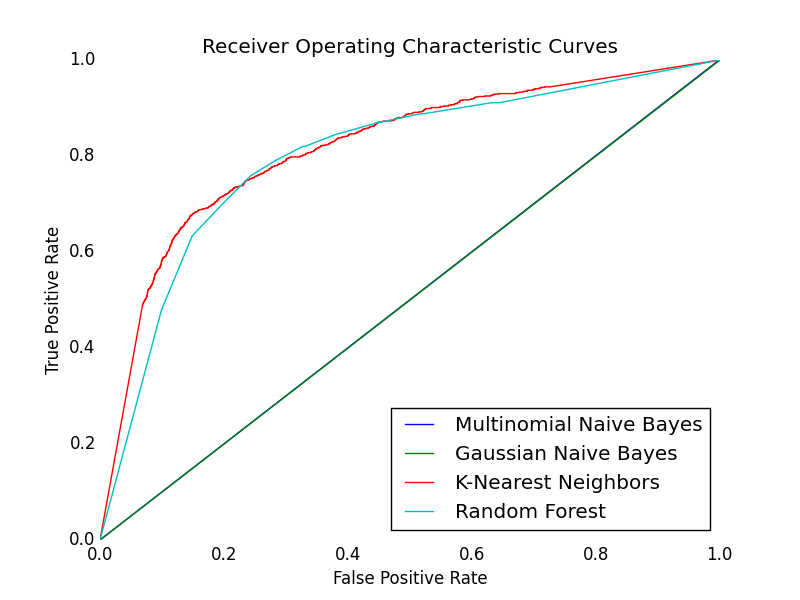 Receiver Operating Characteristic Curves
1.0
0.8
0.6
0.4
0.2
0.0
True Positive Rate
Multinomial Naive Bayes
Gaussian Naive Bayes
K-Nearest Neighbors
Random Forest
0.0 0.2 0.4 0.6 0.8 1.0
False Positive Rate